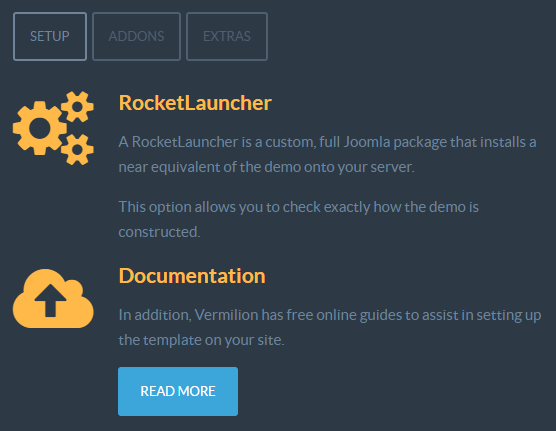 SETUP ADDONS EXTRAS
RocketLauncher
A RocketLauncher is a custom, full Joomla package that installs a
near equivalent of the demo onto your server.
This option allows you to check exactly how the demo is
constructed.
Documentation
In addition, Vermilion has free online guides to assist in setting up
the template on your site.
READ MORE